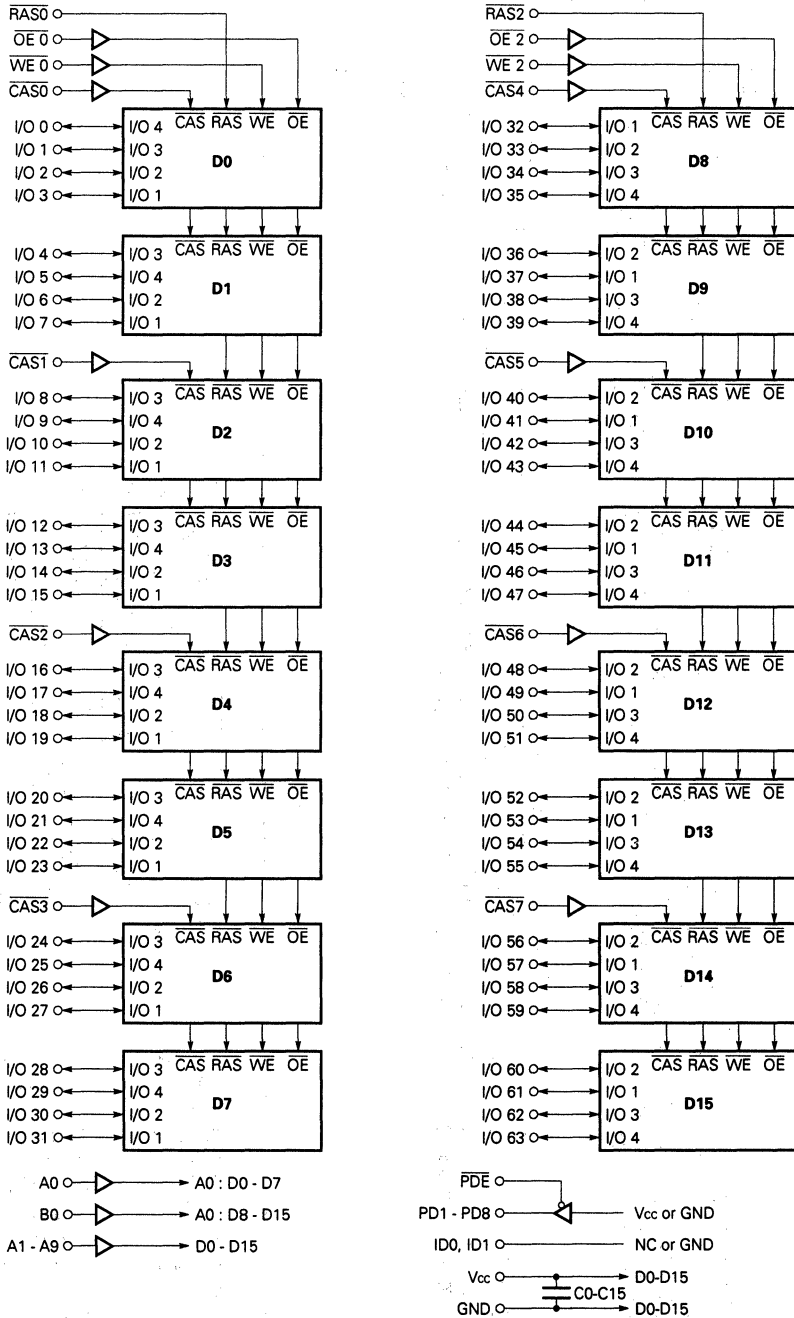 RAS0
OE 0
WE 0
CAS0
CAS RAS WE OE
I/O 0 I/O 4
I/O 1 I/O 3
I/O 2 I/O 2
I/O 3 I/O 1
D0
CAS RAS WE OE
I/O 4 I/O 3
I/O 5 I/O 4
I/O 6 I/O 2
I/O 7 I/O 1
D1
CAS1
CAS RAS WE OE
I/O 8 I/O 3
I/O 9 I/O 4
I/O 10 I/O 2
I/O 11 I/O 1
D2
CAS RAS WE OE
I/O 12 I/O 3
I/O 13 I/O 4
I/O 14 I/O 2
I/O 15 I/O 1
D3
CAS2
CAS RAS WE OE
I/O 16 I/O 3
I/O 17 I/O 4
I/O 18 I/O 2
I/O 19 I/O 1
D4
CAS RAS WE OE
I/O 20 I/O 3
I/O 21 I/O 4
I/O 22 I/O 2
I/O 23 I/O 1
D5
CAS3
CAS RAS WE OE
I/O 24 I/O 3
I/O 25 I/O 4
I/O 26 I/O 2
I/O 27 I/O 1
D6
CAS RAS WE OE
I/O 28 I/O 3
I/O 29 I/O 4
I/O 30 I/O 2
I/O 31 I/O 1
D7
A0 A0 : D0 - D7
B0 A0 : D8 - D15
A1 - A9 D0 - D15
RAS2
OE 2
WE 2
CAS4
CAS RAS WE OE
I/O 32 I/O 1
I/O 33 I/O 2
I/O 34 I/O 3
I/O 35 I/O 4
D8
CAS RAS WE OE
I/O 36 I/O 2
I/O 37 I/O 1
I/O 38 I/O 3
I/O 39 I/O 4
D9
CAS5
CAS RAS WE OE
I/O 40 I/O 2
I/O 41 I/O 1
I/O 42 I/O 3
I/O 43 I/O 4
D10
CAS RAS WE OE
I/O 44 I/O 2
I/O 45 I/O 1
I/O 46 I/O 3
I/O 47 I/O 4
D11
CAS6
CAS RAS WE OE
I/O 48 I/O 2
I/O 49 I/O 1
I/O 50 I/O 3
I/O 51 I/O 4
D12
CAS RAS WE OE
I/O 52 I/O 2
I/O 53 I/O 1
I/O 54 I/O 3
I/O 55 I/O 4
D13
CAS7
CAS RAS WE OE
I/O 56 I/O 2
I/O 57 I/O 1
I/O 58 I/O 3
I/O 59 I/O 4
D14
CAS RAS WE OE
I/O 60 I/O 2
I/O 61 I/O 1
I/O 62 I/O 3
I/O 63 I/O 4
D15
PDE
PD1 - PD8 Vcc or GND
ID0, ID1 NC or GND
Vcc D0-D15
C0-C15
GND D0-D15